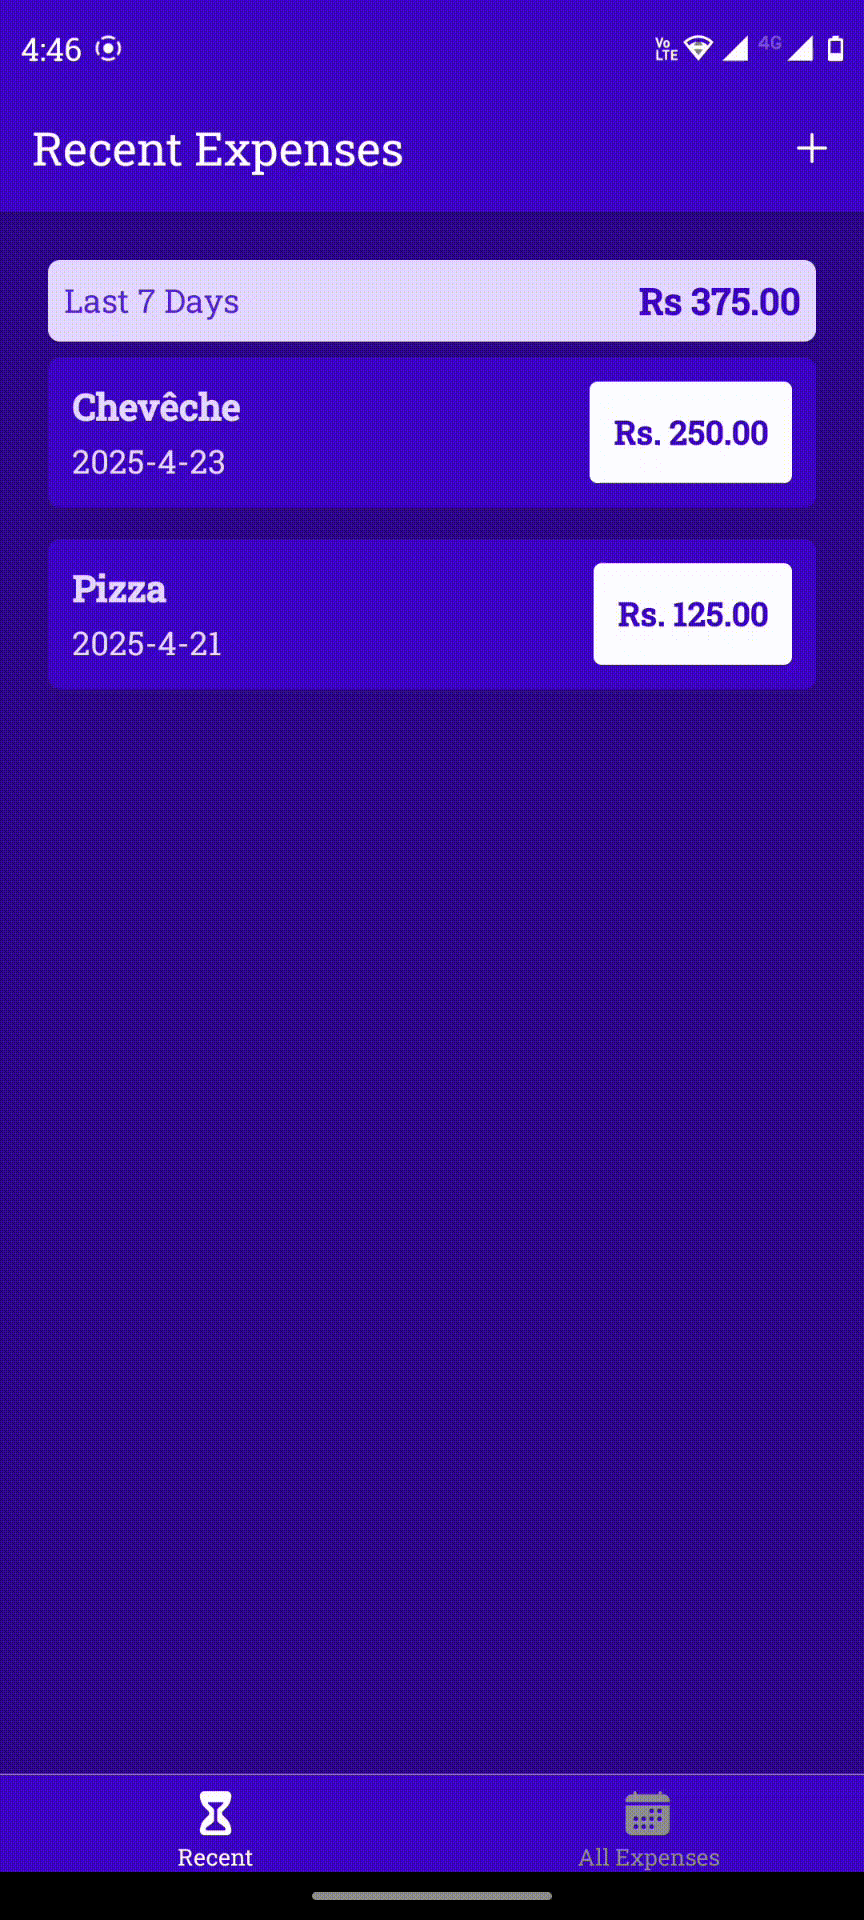 4:46
Vo
LTE
4G
Recent Expenses
Last 7 Days Rs 375.00
Chevêche
2025-4-23
Rs. 250.00
Pizza
2025-4-21
Rs. 125.00
Recent
All Expenses